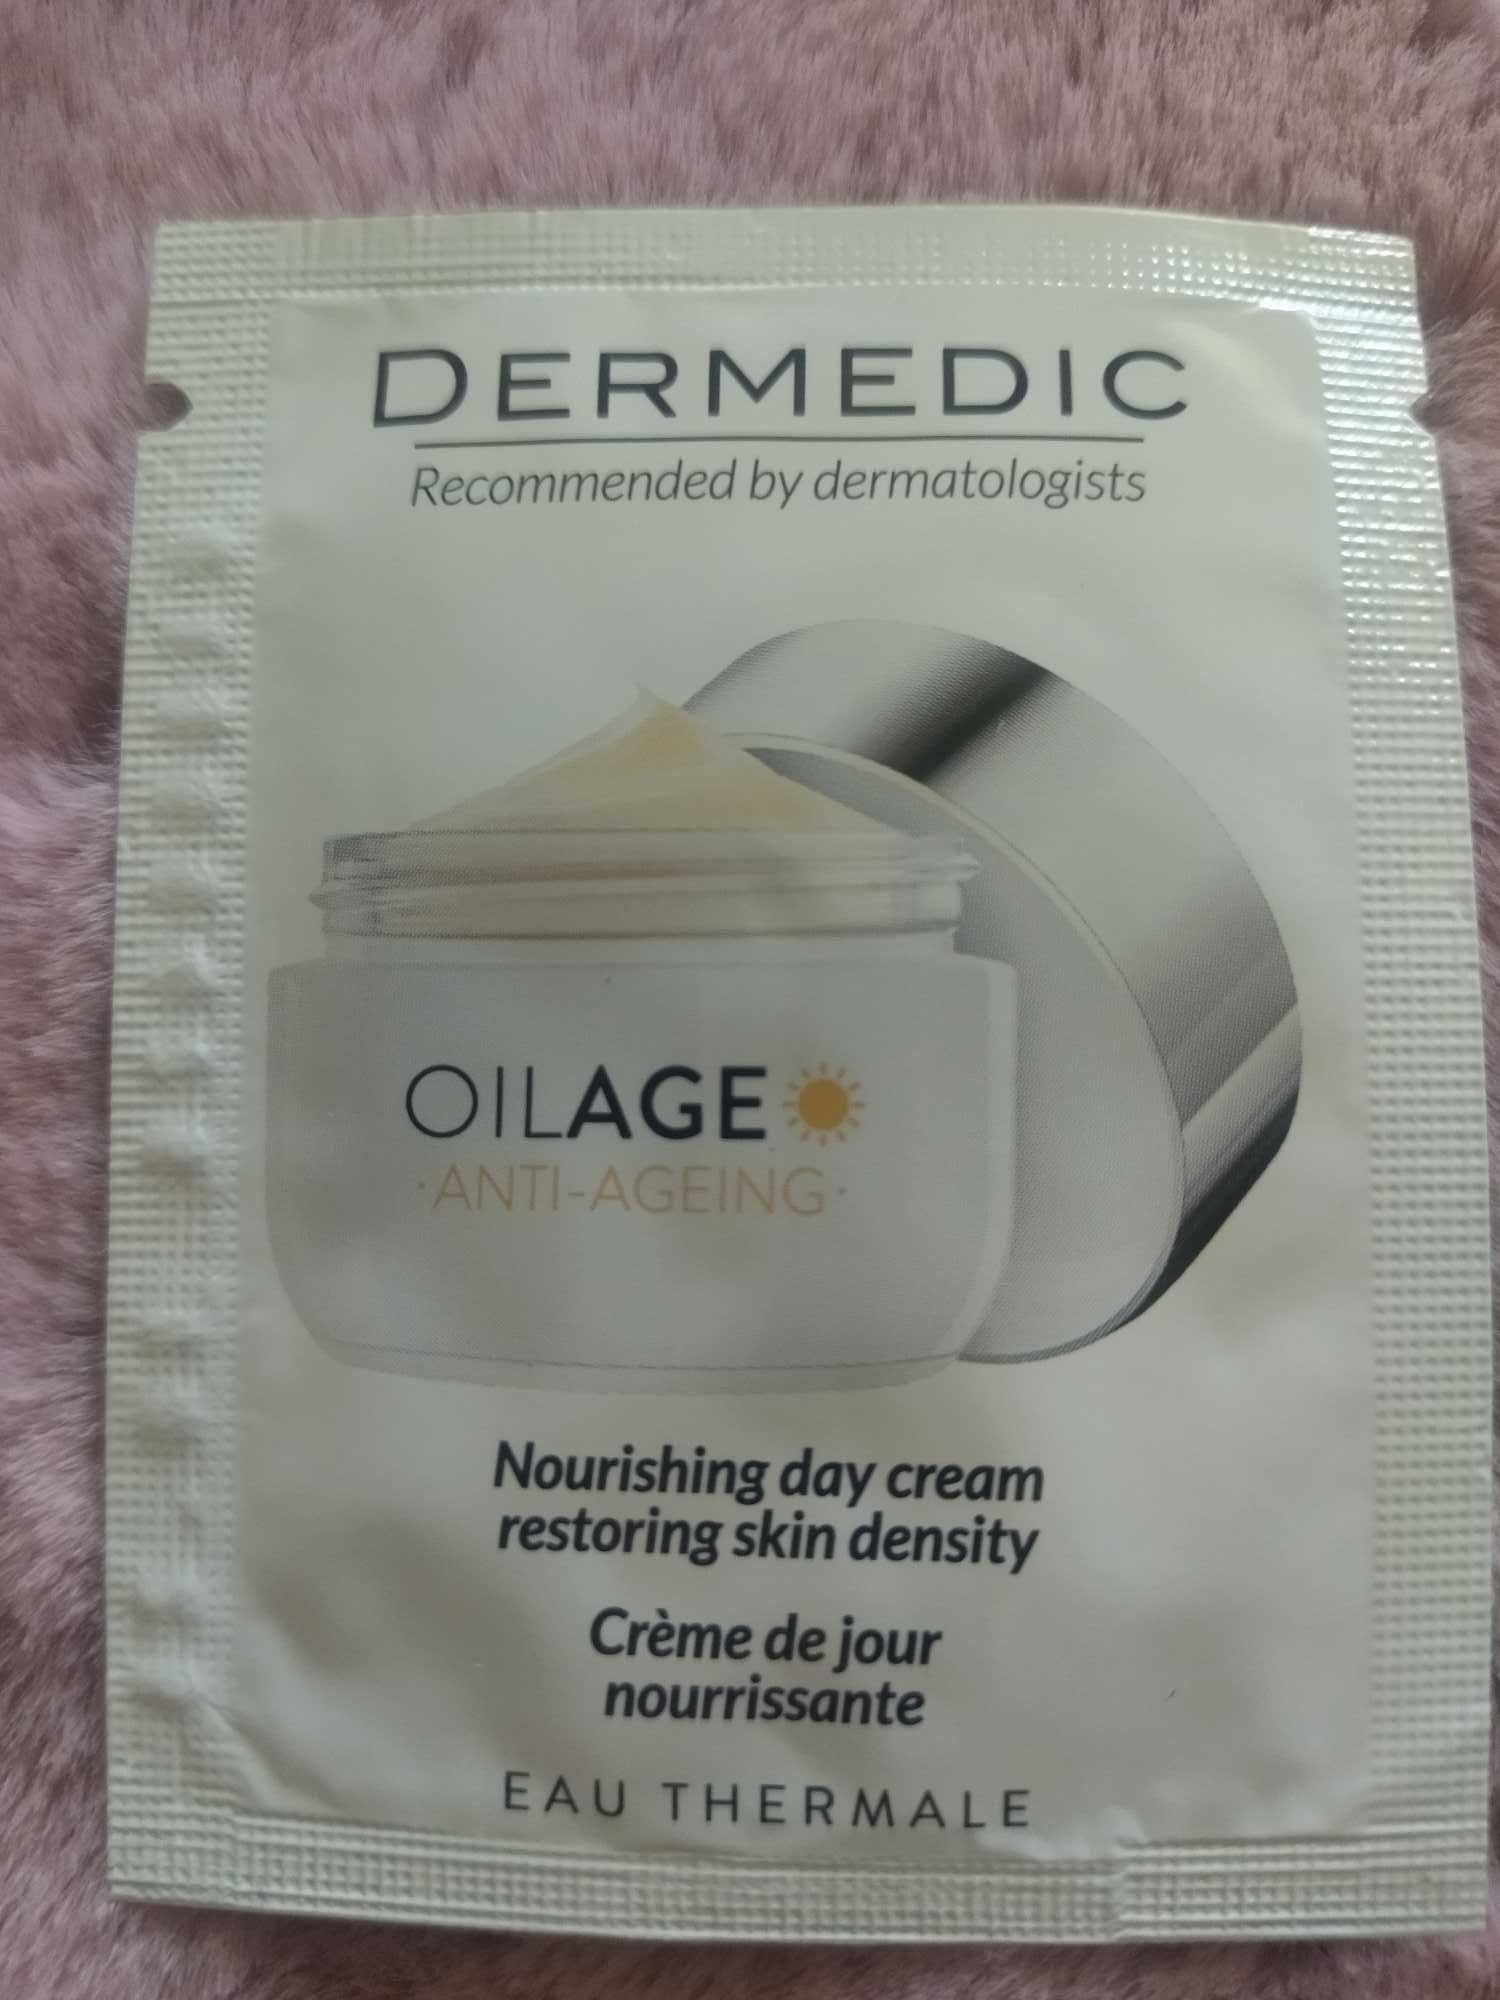 DERMEDIC
Recommended by dermatologists
OILAGE
·ANTI-AGEING·
Nourishing day cream
restoring skin density
Crème de jour
nourrissante
EAU THERMALE